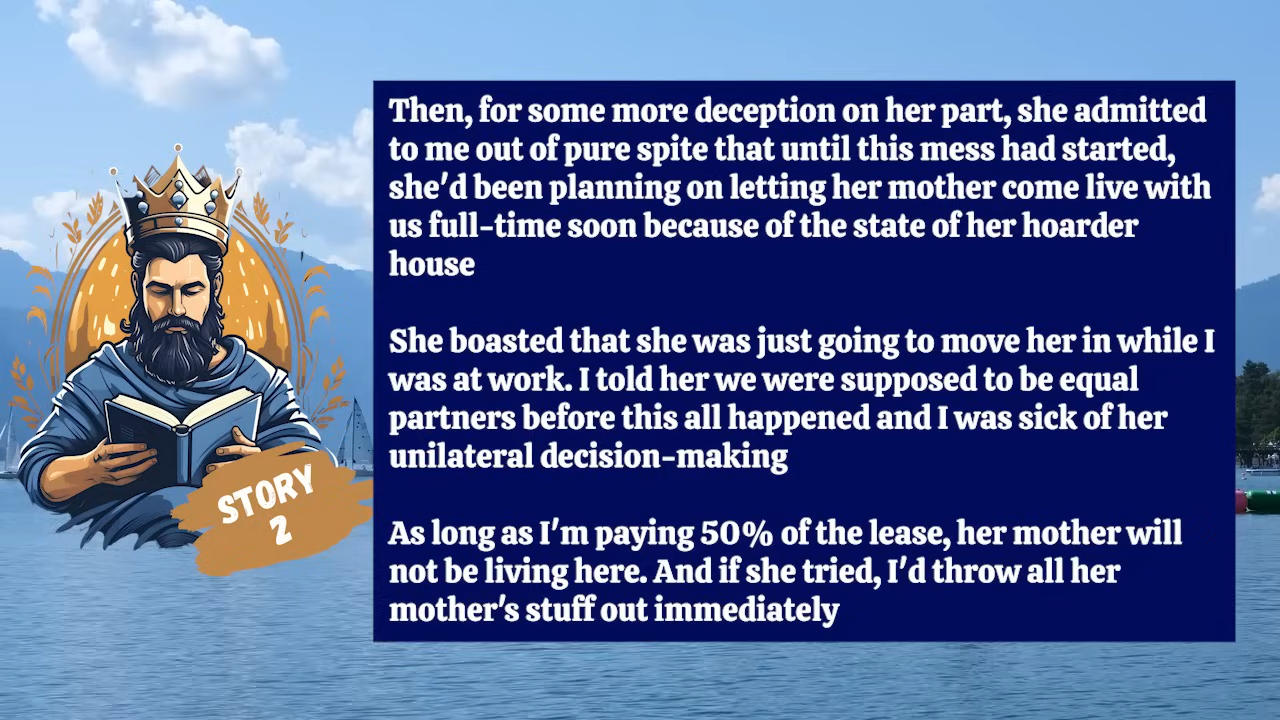 Then, for some more deception on her part, she admitted
to me out of pure spite that until this mess had started,
she'd been planning on letting her mother come live with
us full-time soon because of the state of her hoarder
house
She boasted that she was just going to move her in while I
was at work. I told her we were supposed to be equal
partners before this all happened and I was sick of her
unilateral decision-making
As long as I'm paying 50% of the lease, her mother will
not be living here. And if she tried, I'd throw all her
mother's stuff out immediately
STORY
2